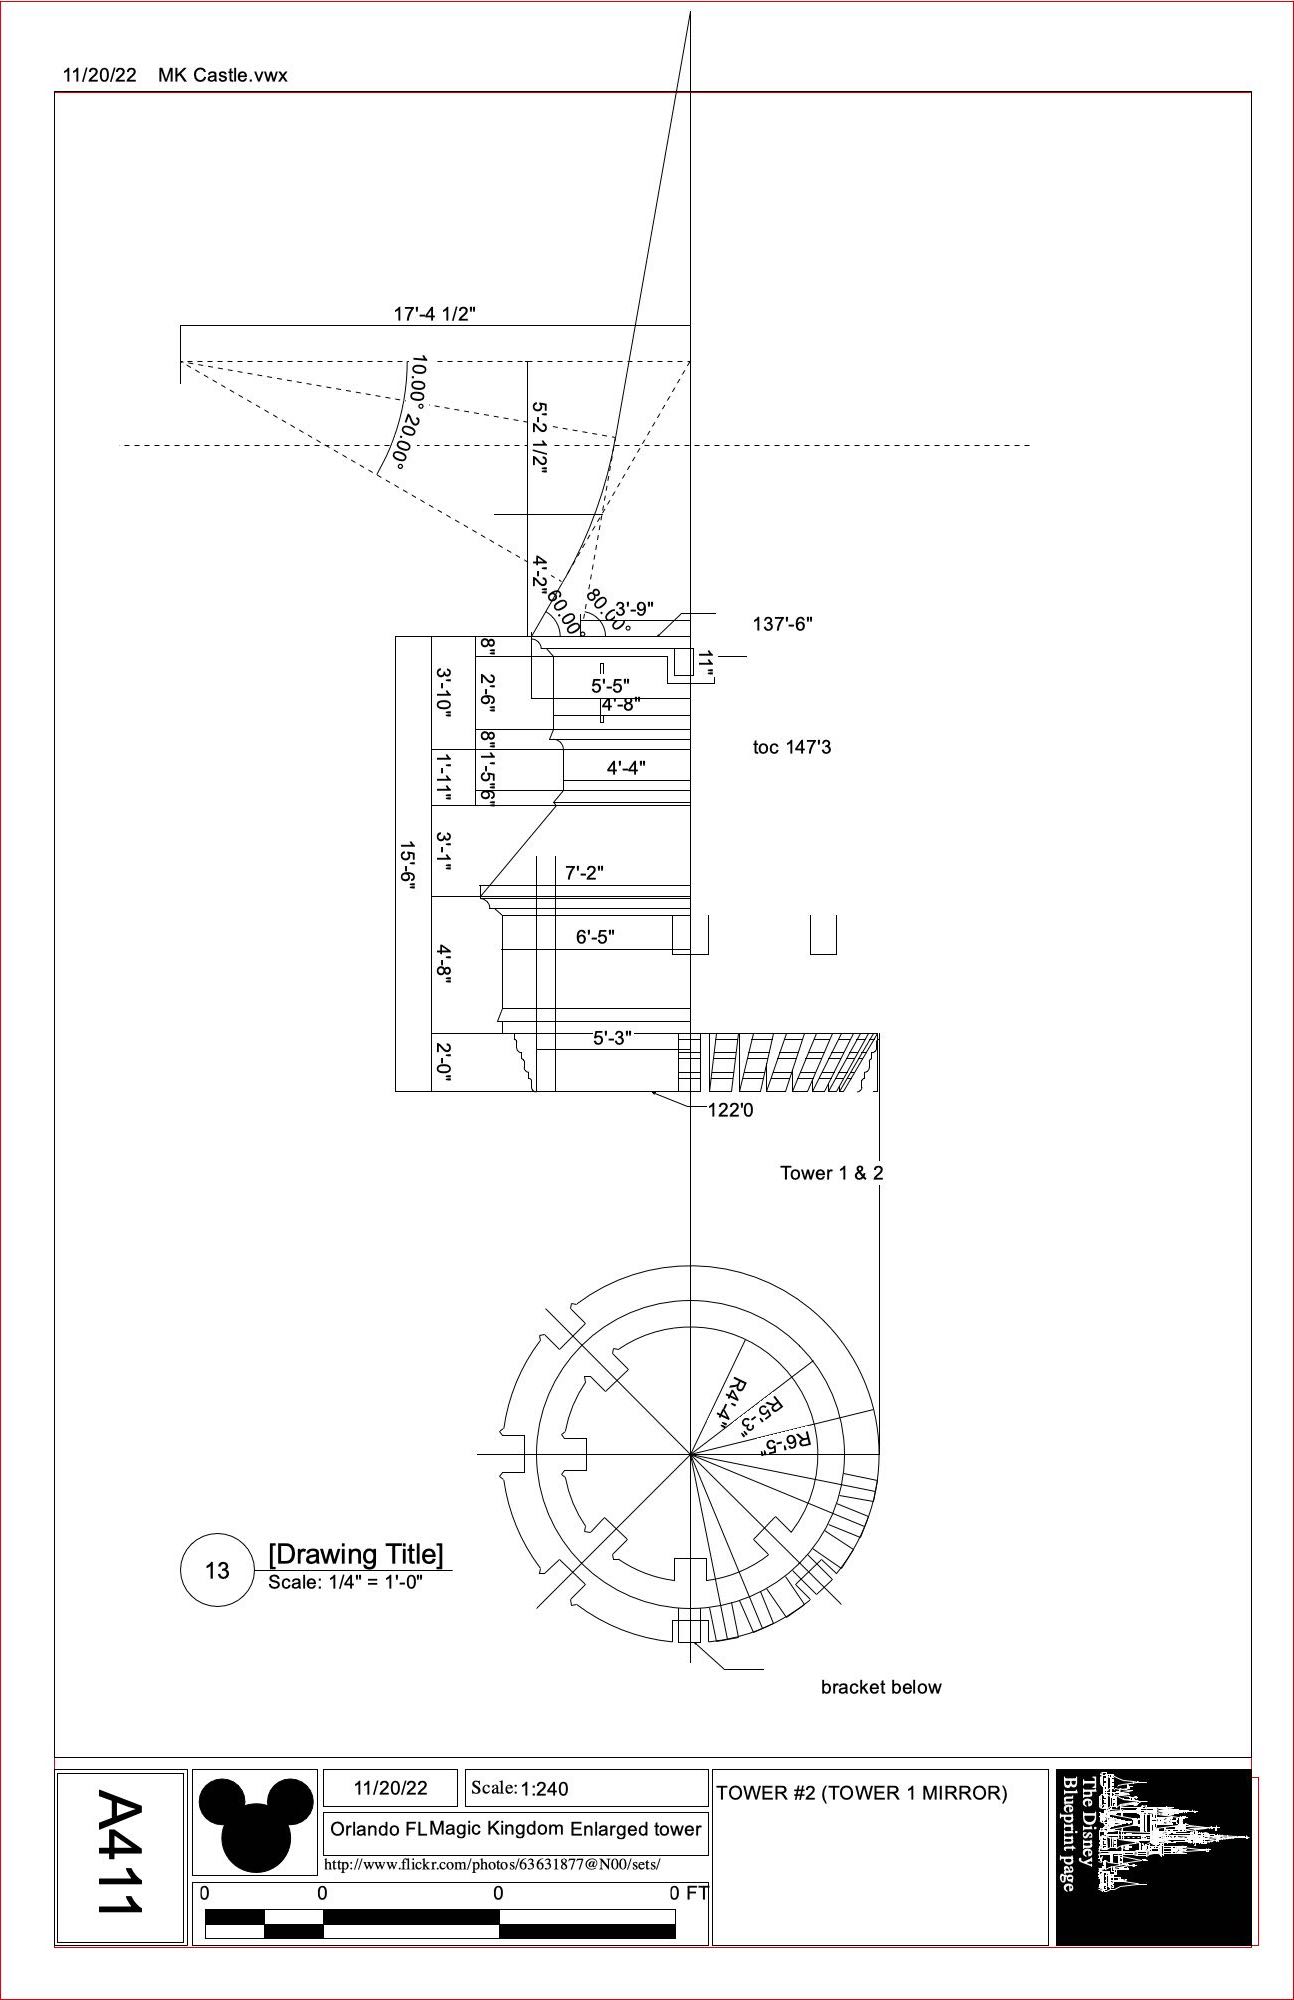 11/20/22 MK Castle.vwx
17'-4 1/2"
10.00°
20.00°
5'-2 1/2"
4'-2"
60.00°
80.00°
3'-9"
137'-6"
8"
11"
3'-10"
2'-6"
5'-5"
4'-8"
8"
toc 147'3
1'-11"
1'-5"
6"
4'-4"
15'-6"
3'-1"
7'-2"
6'-5"
4'-8"
5'-3"
2'-0"
122'0
Tower 1 & 2
R4'-4"
R5'-3"
R6'-5"
13
[Drawing Title]
Scale: 1/4" = 1'-0"
bracket below
A411
11/20/22
Scale: 1:240
Orlando FL Magic Kingdom Enlarged tower
http://www.flickr.com/photos/63631877@N00/sets/
0 0 0 0 FT
TOWER #2 (TOWER 1 MIRROR)
The Disney
Blueprint page